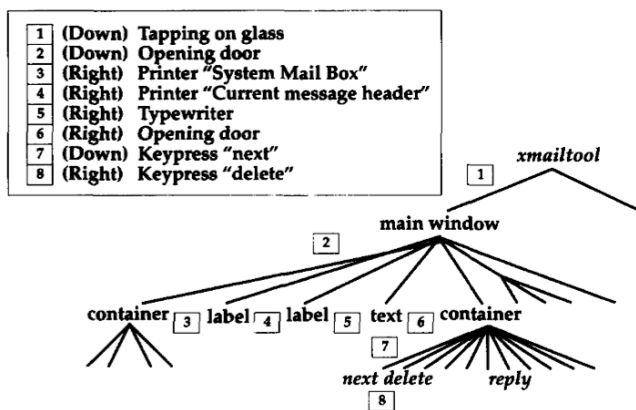 1 (Down) Tapping on glass
2 (Down) Opening door
3 (Right) Printer “System Mail Box”
4 (Right) Printer “Current message header”
5 (Right) Typewriter
6 (Right) Opening door
7 (Down) Keypress “next”
8 (Right) Keypress “delete”
xmailtool
1
main window
2
container 3 label 4 label 5 text 6 container
7
next delete reply
8